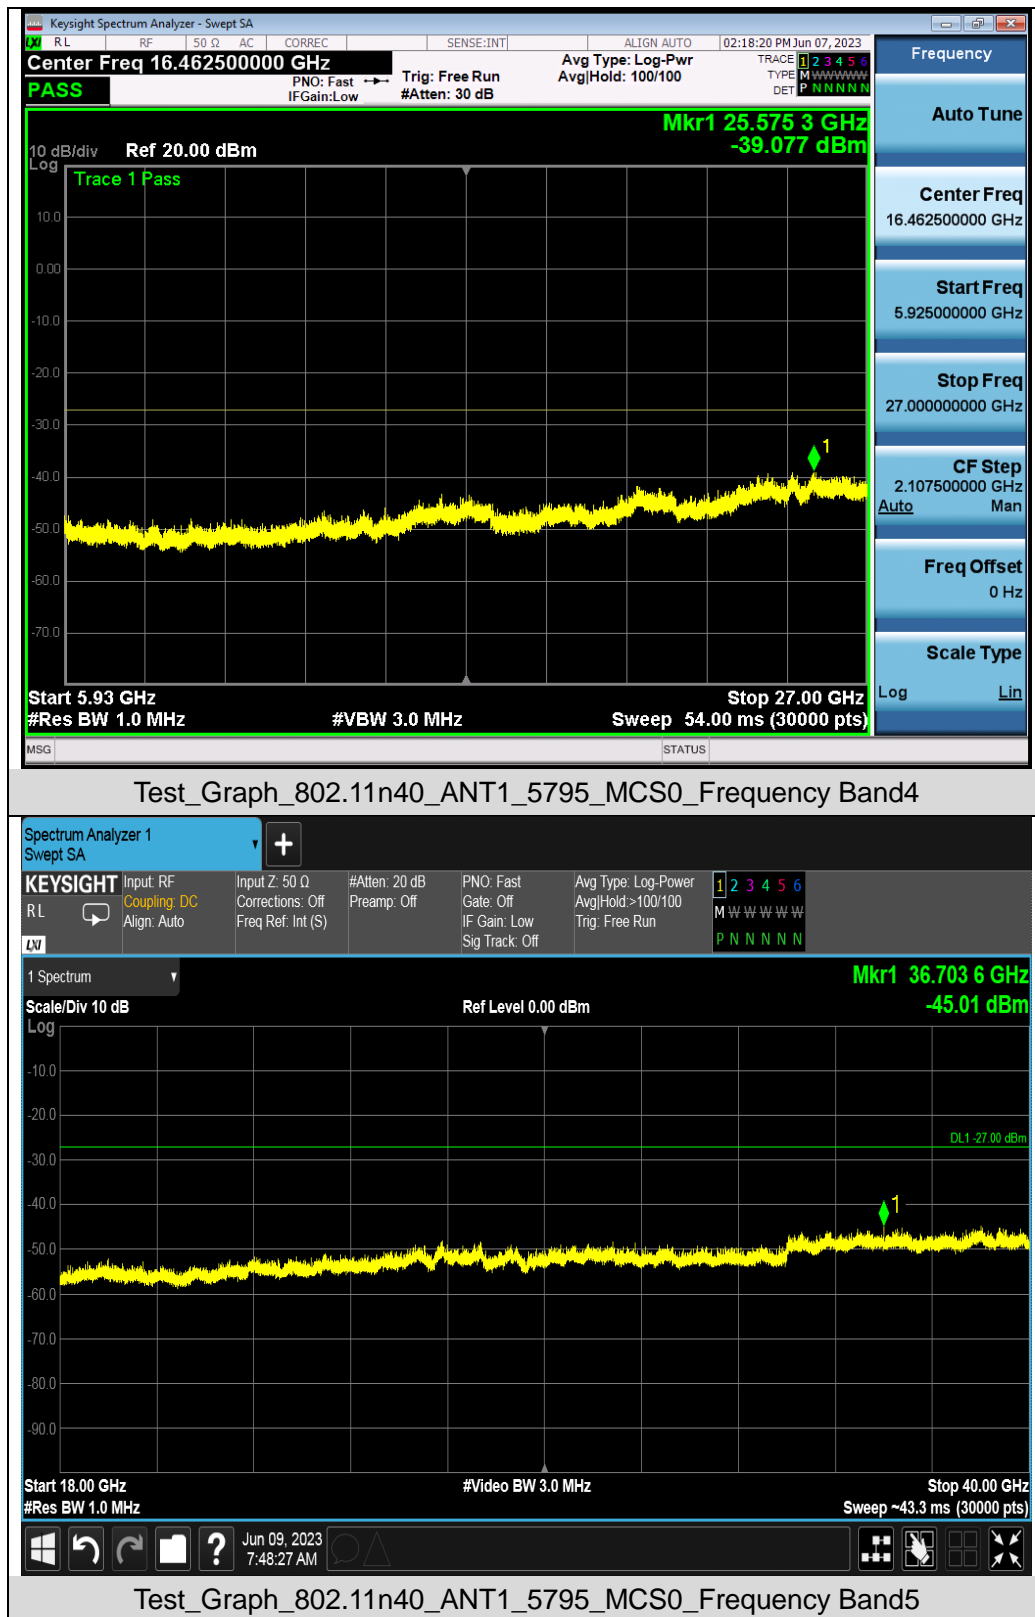 Keysight Spectrum Analyzer - Swept SA
LXI RL RF 50 Ω AC CORREC SENSE:INT ALIGN AUTO 02:18:20 PM Jun 07, 2023
Center Freq 16.462500000 GHz
PASS
PNO: Fast
IFGain:Low
Trig: Free Run
#Atten: 30 dB
Avg Type: Log-Pwr
Avg|Hold: 100/100
TRACE 1 2 3 4 5 6
TYPE M W W W W W
DET P N N N N N
Mkr1 25.575 3 GHz
-39.077 dBm
10 dB/div Ref 20.00 dBm
Log
Trace 1 Pass
10.0
0.00
-10.0
-20.0
-30.0
-40.0
-50.0
-60.0
-70.0
1
Start 5.93 GHz Stop 27.00 GHz
#Res BW 1.0 MHz #VBW 3.0 MHz Sweep 54.00 ms (30000 pts)
MSG STATUS
Frequency
Auto Tune
Center Freq
16.462500000 GHz
Start Freq
5.925000000 GHz
Stop Freq
27.000000000 GHz
CF Step
2.107500000 GHz
Auto Man
Freq Offset
0 Hz
Scale Type
Log Lin
Test_Graph_802.11n40_ANT1_5795_MCS0_Frequency Band4
Spectrum Analyzer 1
Swept SA
+
KEYSIGHT
RL
LXI
Input: RF
Coupling: DC
Align: Auto
Input Z: 50 Ω
Corrections: Off
Freq Ref: Int (S)
#Atten: 20 dB
Preamp: Off
PNO: Fast
Gate: Off
IF Gain: Low
Sig Track: Off
Avg Type: Log-Power
Avg|Hold:>100/100
Trig: Free Run
1 2 3 4 5 6
M W W W W W
P N N N N N
1 Spectrum
Mkr1 36.703 6 GHz
Scale/Div 10 dB Ref Level 0.00 dBm -45.01 dBm
Log
-10.0
-20.0
DL1 -27.00 dBm
-30.0
-40.0
1
-50.0
-60.0
-70.0
-80.0
-90.0
Start 18.00 GHz #Video BW 3.0 MHz Stop 40.00 GHz
#Res BW 1.0 MHz Sweep ~43.3 ms (30000 pts)
?
Jun 09, 2023
7:48:27 AM
Test_Graph_802.11n40_ANT1_5795_MCS0_Frequency Band5